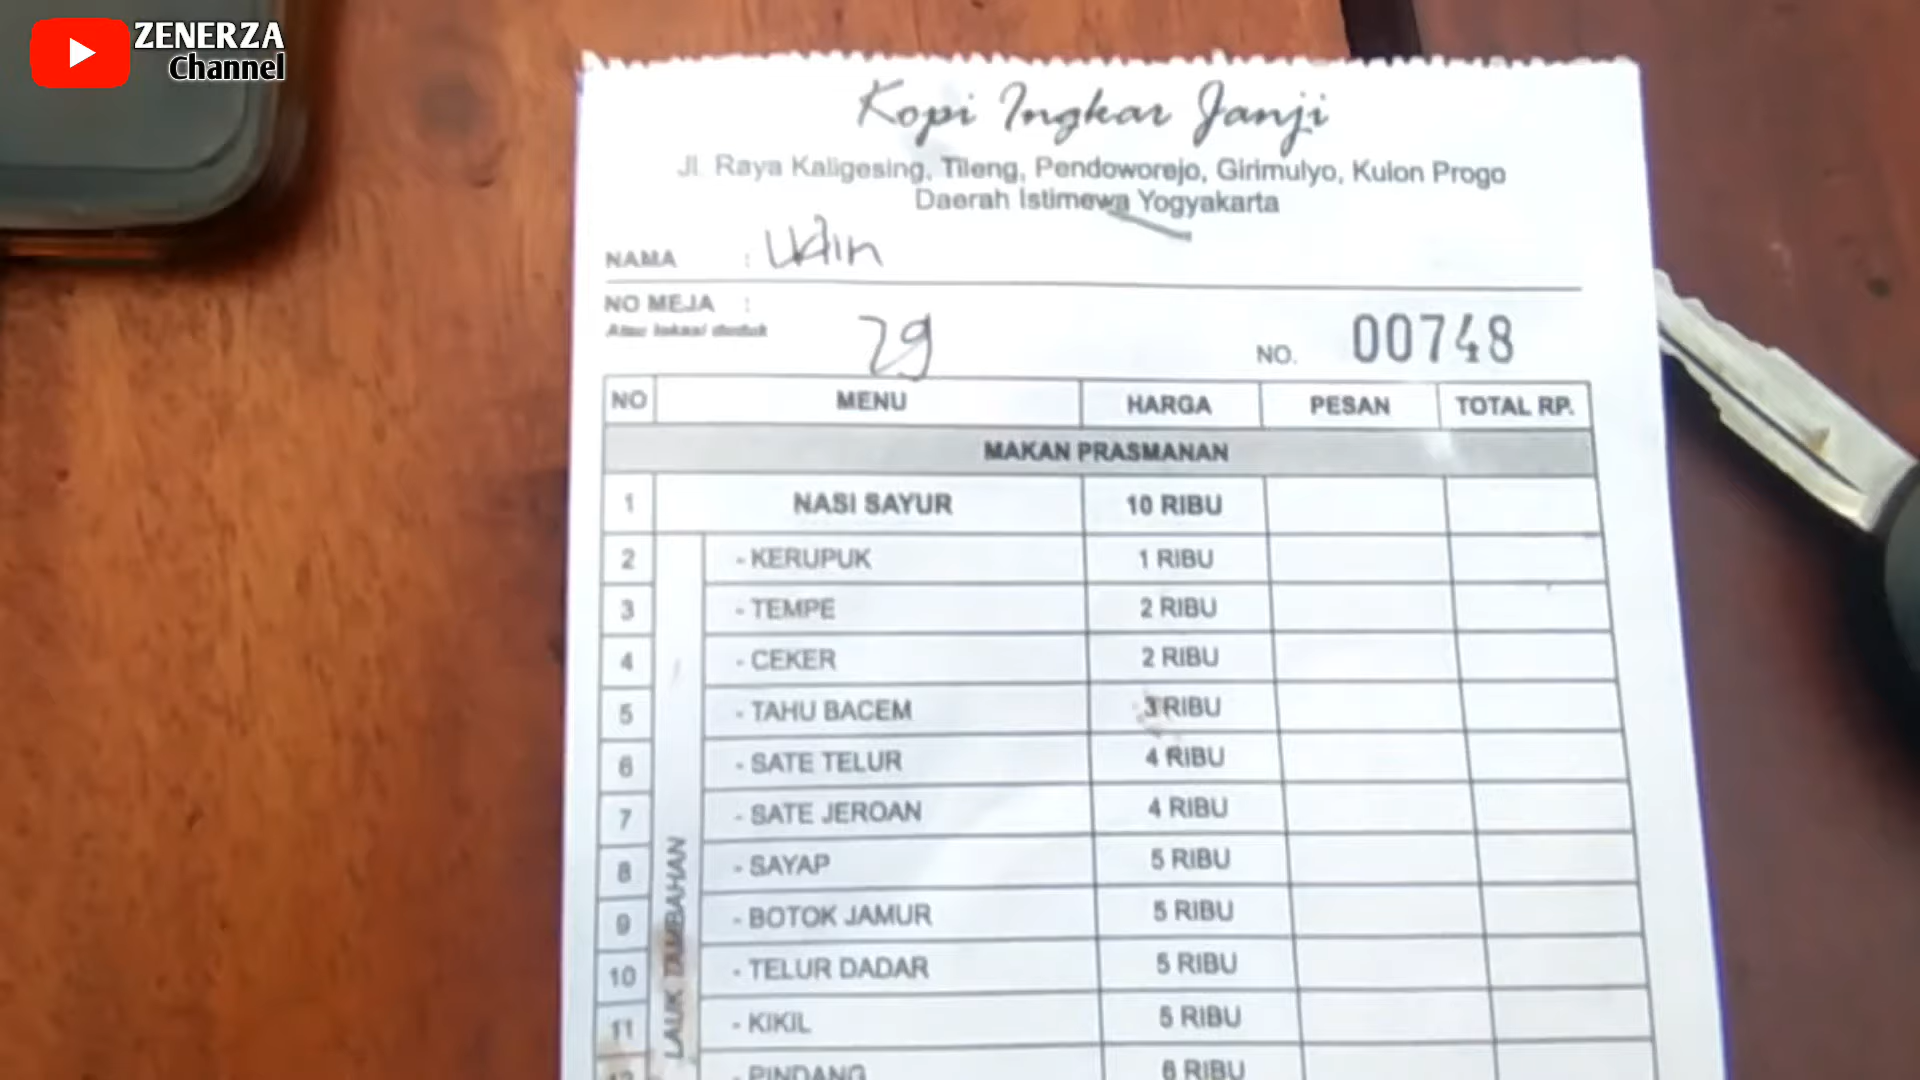 ZENERZA
Channel
Kopi Ingkar Janji
Jl. Raya Kaligesing, Tileng, Pendoworejo, Girimulyo, Kulon Progo
Daerah Istimewa Yogyakarta
NAMA : Udin
NO MEJA :
Atau lokasi duduk
29
NO. 00748
NO MENU HARGA PESAN TOTAL RP.
MAKAN PRASMANAN
1 NASI SAYUR 10 RIBU
2 - KERUPUK 1 RIBU
3 - TEMPE 2 RIBU
4 - CEKER 2 RIBU
5 - TAHU BACEM 3 RIBU
6 - SATE TELUR 4 RIBU
7 - SATE JEROAN 4 RIBU
8 - SAYAP 5 RIBU
9 - BOTOK JAMUR 5 RIBU
10 - TELUR DADAR 5 RIBU
11 - KIKIL 5 RIBU
12 - PINDANG 6 RIBU
LAUK TAMBAHAN